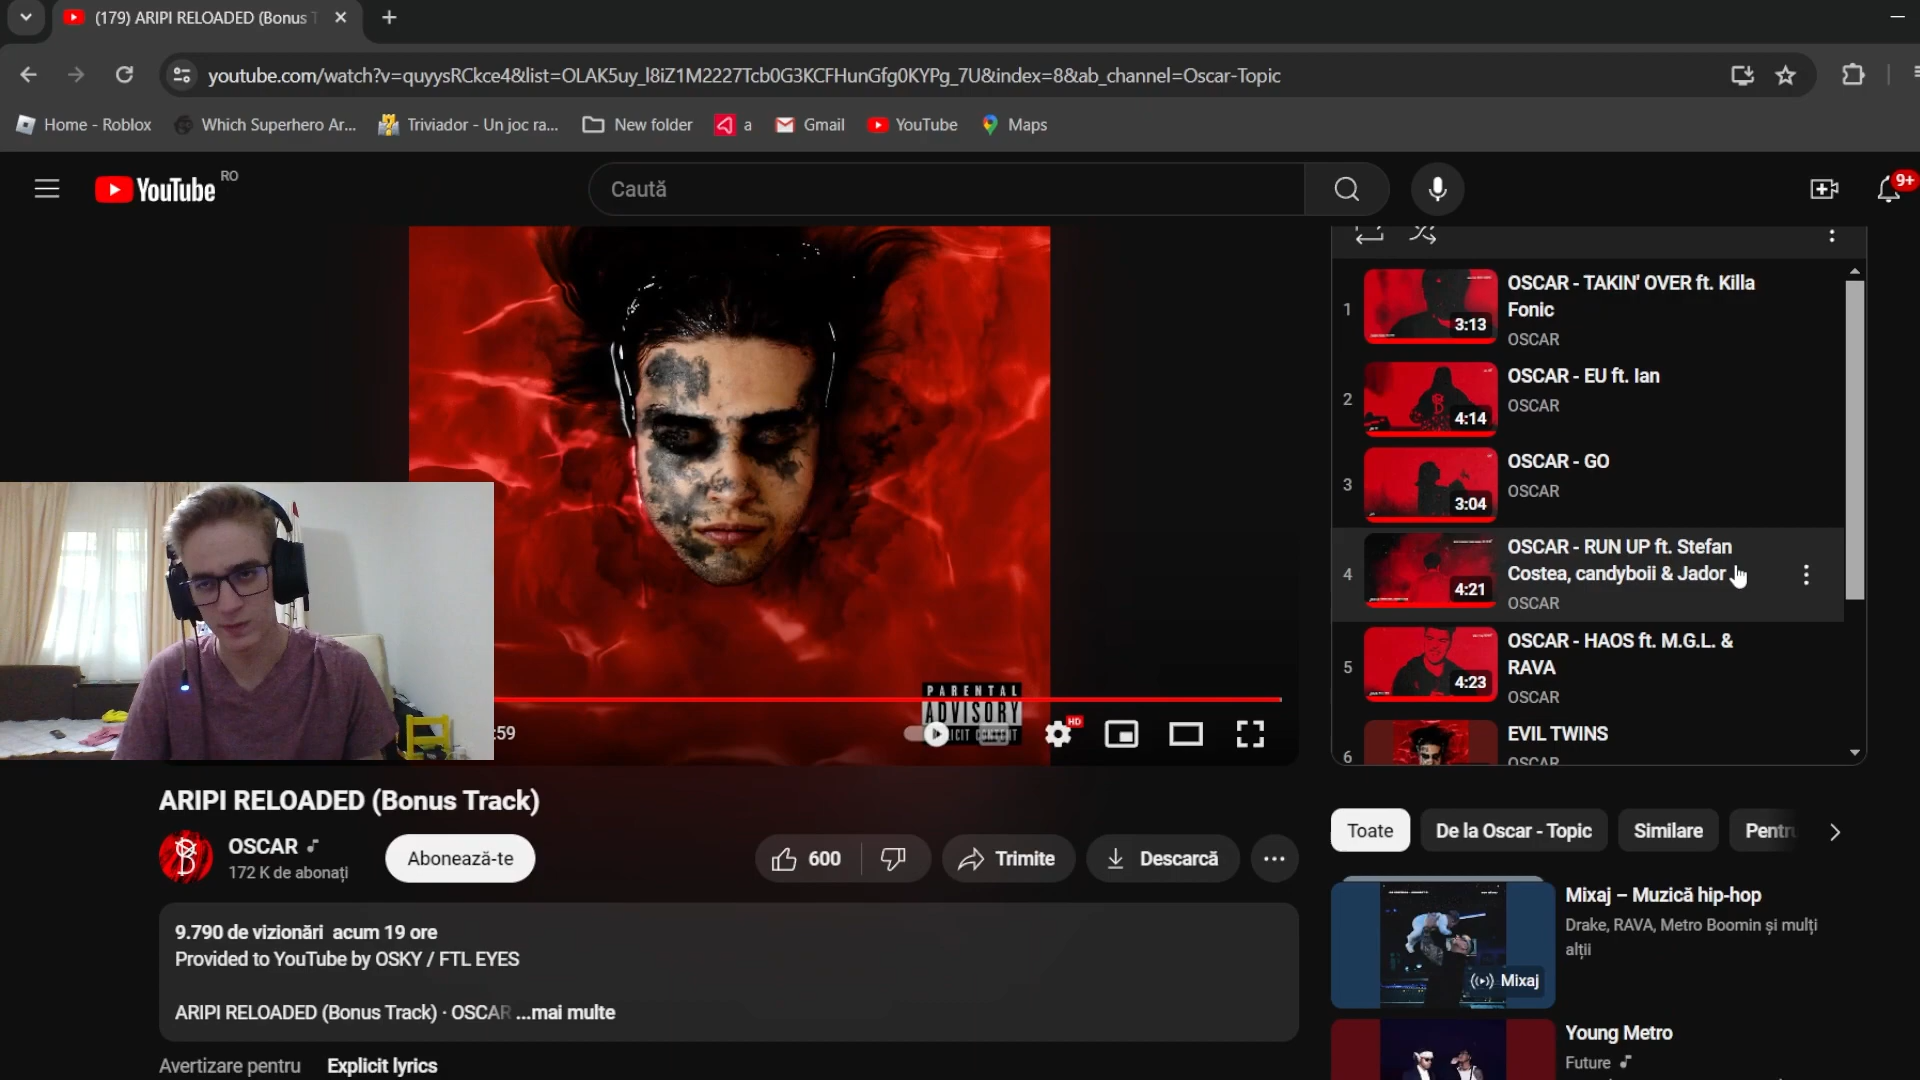 (179) ARIPI RELOADED (Bonus
youtube.com/watch?v=quyysRCkce4&list=OLAK5uy_l8iZ1M2227Tcb0G3KCFHunGfg0KYPg_7U&index=8&ab_channel=Oscar-Topic
Home - Roblox
Which Superhero Ar...
Triviador - Un joc ra...
New folder
a
Gmail
YouTube
Maps
YouTube RO
Caută
9+
1
3:13
OSCAR - TAKIN' OVER ft. Killa
Fonic
OSCAR
2
4:14
OSCAR - EU ft. Ian
OSCAR
3
3:04
OSCAR - GO
OSCAR
4
4:21
OSCAR - RUN UP ft. Stefan
Costea, candyboii & Jador
OSCAR
5
4:23
OSCAR - HAOS ft. M.G.L. &
RAVA
OSCAR
6
EVIL TWINS
OSCAR
PARENTAL
ADVISORY
CONTENT
:59
HD
ARIPI RELOADED (Bonus Track)
OSCAR
172 K de abonați
Abonează-te
600
Trimite
Descarcă
9.790 de vizionări acum 19 ore
Provided to YouTube by OSKY / FTL EYES
ARIPI RELOADED (Bonus Track) · OSCAR ...mai multe
Avertizare pentru Explicit lyrics
Toate
De la Oscar - Topic
Similare
Pentru
Mixaj
Mixaj – Muzică hip-hop
Drake, RAVA, Metro Boomin și mulți
alții
Young Metro
Future